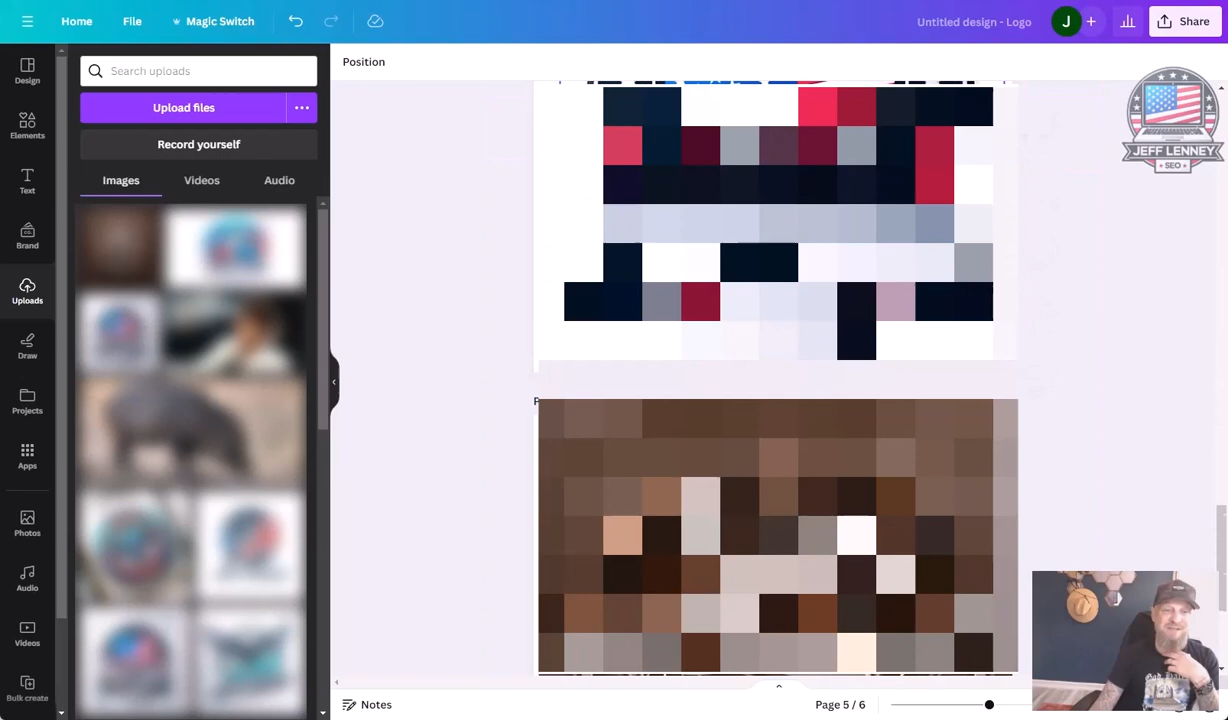 Home File Magic Switch Untitled design - Logo J + Share
Design
Elements
Text
Brand
Uploads
Draw
Projects
Apps
Photos
Audio
Videos
Bulk create
Search uploads
Upload files
Record yourself
Images Videos Audio
Position
JEFF LENNEY
SEO
P
Notes
Page 5 / 6